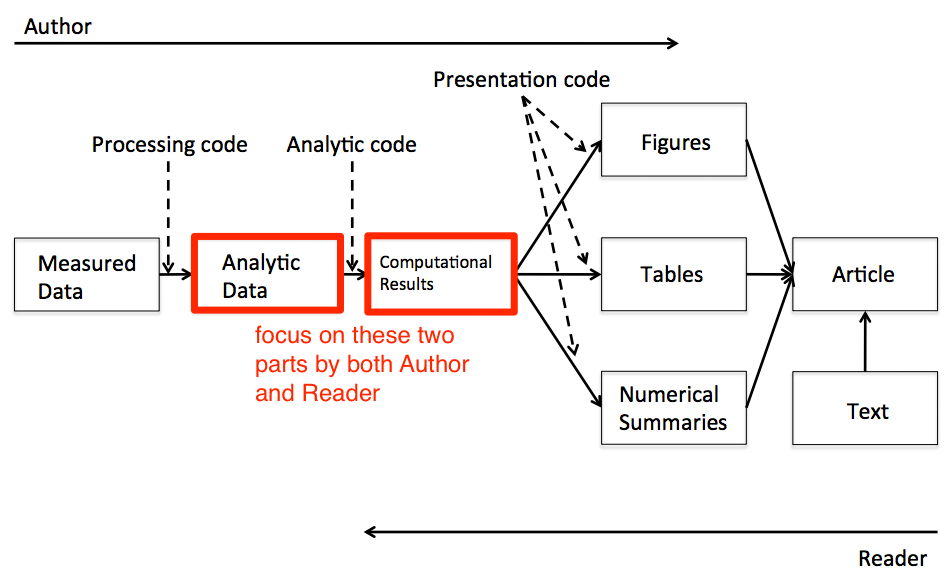 Author
Presentation code
Processing code
Analytic code
Figures
Measured
Data
Analytic
Data
Computational
Results
Tables
Article
focus on these two
parts by both Author
and Reader
Numerical
Summaries
Text
Reader